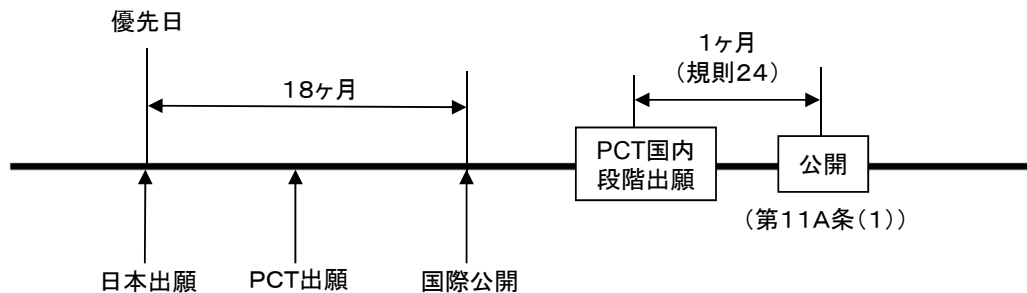 優先日
18ヶ月
1ヶ月
（規則24）
PCT国内
段階出願
公開
（第11A条（1））
日本出願
PCT出願
国際公開